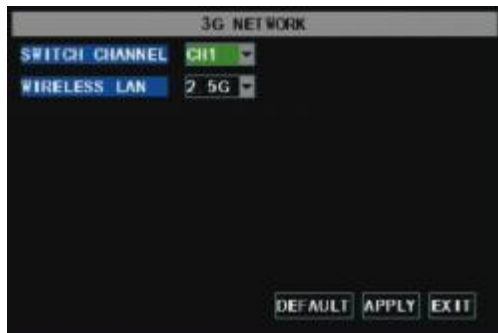 3G NETWORK
SWITCH CHANNEL CH1
WIRELESS LAN 2.5G
DEFAULT APPLY EXIT